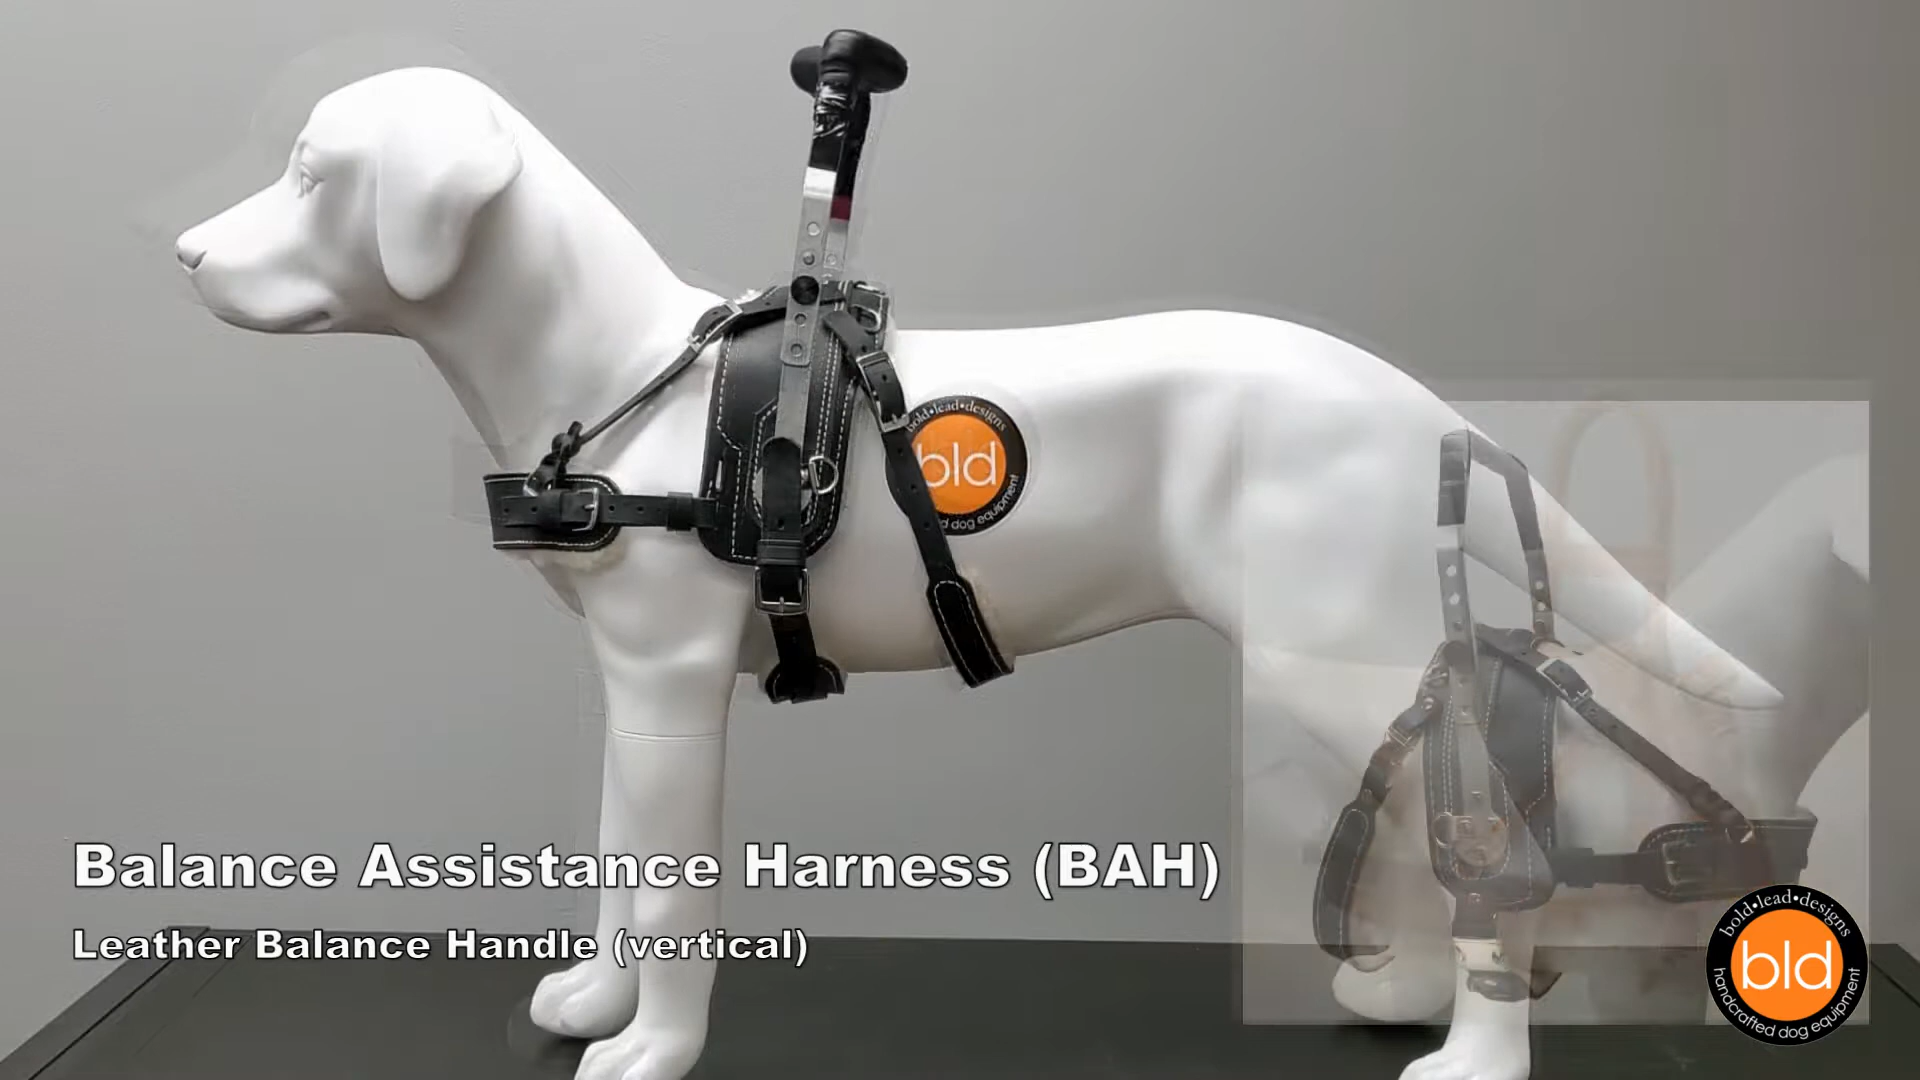 bold•lead•designs
bld
d dog equipment
Balance Assistance Harness (BAH)
Leather Balance Handle (vertical)
bold•lead•designs
bld
handcrafted dog equipment